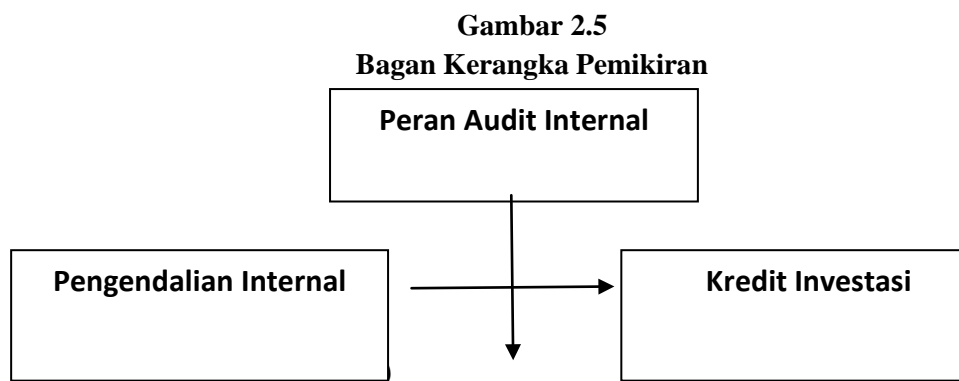 Gambar 2.5
Bagan Kerangka Pemikiran
Peran Audit Internal
Pengendalian Internal
Kredit Investasi